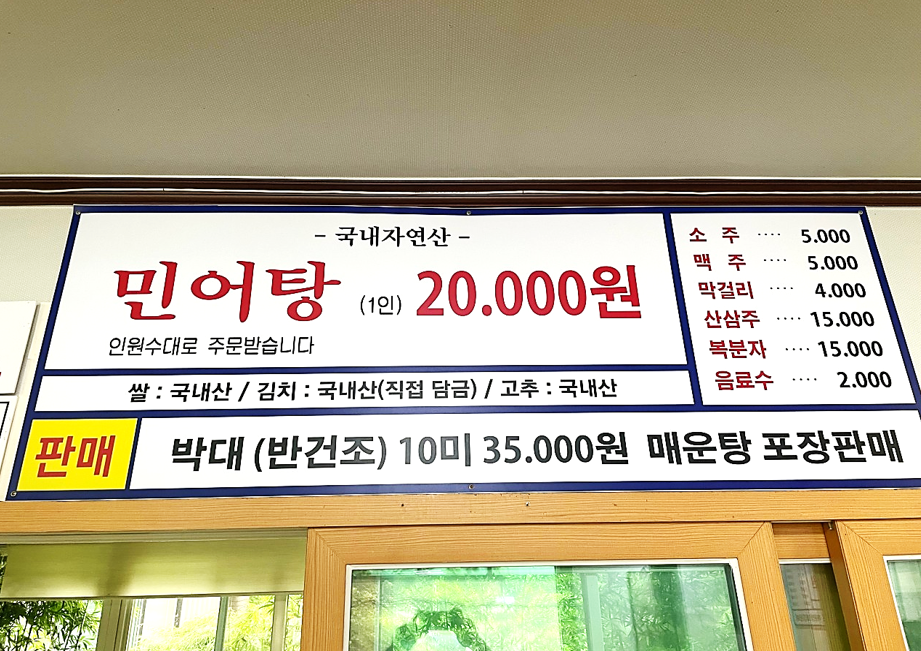 - 국내자연산 -
민어탕 (1인) 20.000원
인원수대로 주문받습니다
소 주 ···· 5.000
맥 주 ···· 5.000
막걸리 ···· 4.000
산삼주 ···· 15.000
복분자 ···· 15.000
음료수 ···· 2.000
쌀 : 국내산 / 김치 : 국내산(직접 담금) / 고추 : 국내산
판매 박대 (반건조) 10미 35.000원 매운탕 포장판매